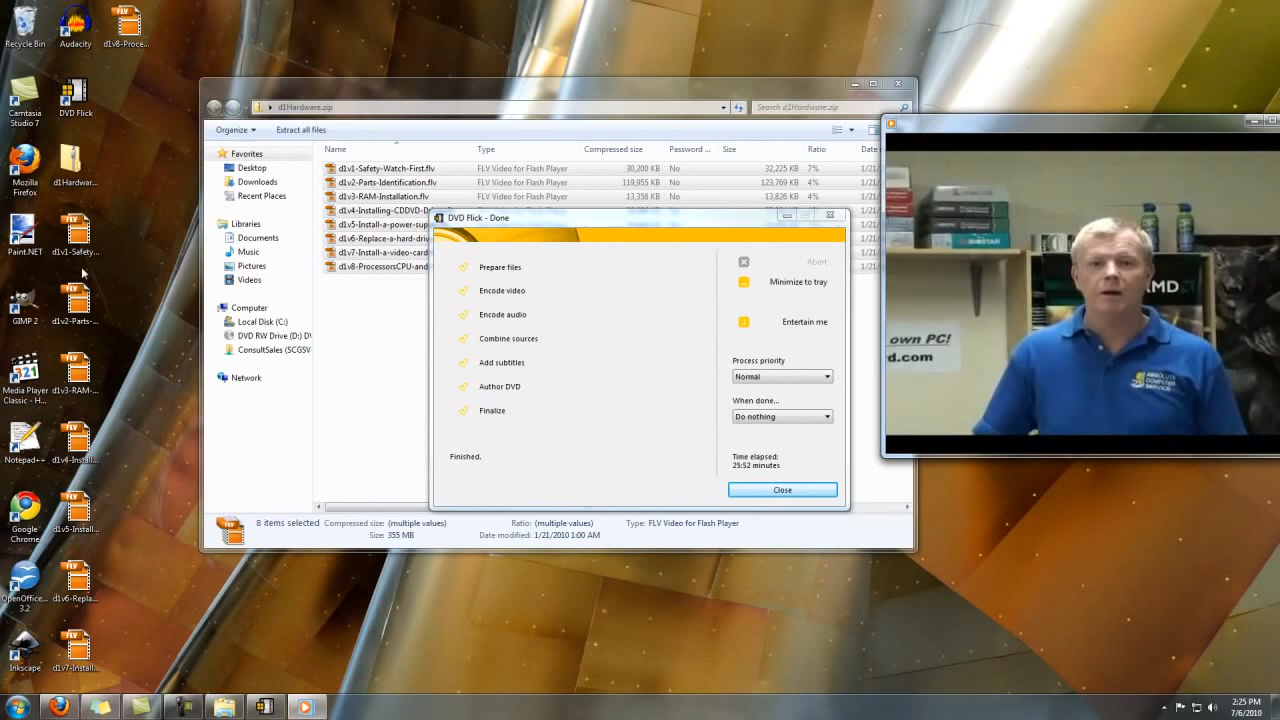 Recycle Bin
Audacity
d1v8-Proce...
Camtasia
Studio 7
DVD Flick
Mozilla
Firefox
d1Hardwar...
Paint.NET
d1v1-Safety...
GIMP 2
d1v2-Parts-...
Media Player
Classic - H...
d1v3-RAM-...
Notepad++
d1v4-Install...
Google
Chrome
d1v5-Install...
OpenOffice...
3.2
d1v6-Repla...
Inkscape
d1v7-Install...
d1Hardware.zip
Search d1Hardware.zip
Organize
Extract all files
Favorites
Desktop
Downloads
Recent Places
Libraries
Documents
Music
Pictures
Videos
Computer
Local Disk (C:)
DVD RW Drive (D:) D
ConsultSales (SCGSV
Network
Name Type Compressed size Password ... Size Ratio Date
d1v1-Safety-Watch-First.flv FLV Video for Flash Player 30,200 KB No 32,225 KB 7% 1/21/
d1v2-Parts-Identification.flv FLV Video for Flash Player 119,955 KB No 123,769 KB 4% 1/21/
d1v3-RAM-Installation.flv FLV Video for Flash Player 13,358 KB No 13,826 KB 4% 1/21/
d1v4-Installing-CDDVD-D
d1v5-Install-a-power-sup
d1v6-Replace-a-hard-driv
d1v7-Install-a-video-card
d1v8-ProcessorsCPU-and
8 items selected Compressed size: (multiple values) Ratio: (multiple values) Type: FLV Video for Flash Player
Size: 355 MB Date modified: 1/21/2010 1:00 AM
DVD Flick - Done
Prepare files
Encode video
Encode audio
Combine sources
Add subtitles
Author DVD
Finalize
Finished.
Abort
Minimize to tray
Entertain me
Process priority
Normal
When done...
Do nothing
Time elapsed:
25:52 minutes
Close
BIOSTAR
MD
own PC!
d.com
ABSOLUTE
COMPUTER
SERVICE
FLV
2:25 PM
7/6/2010